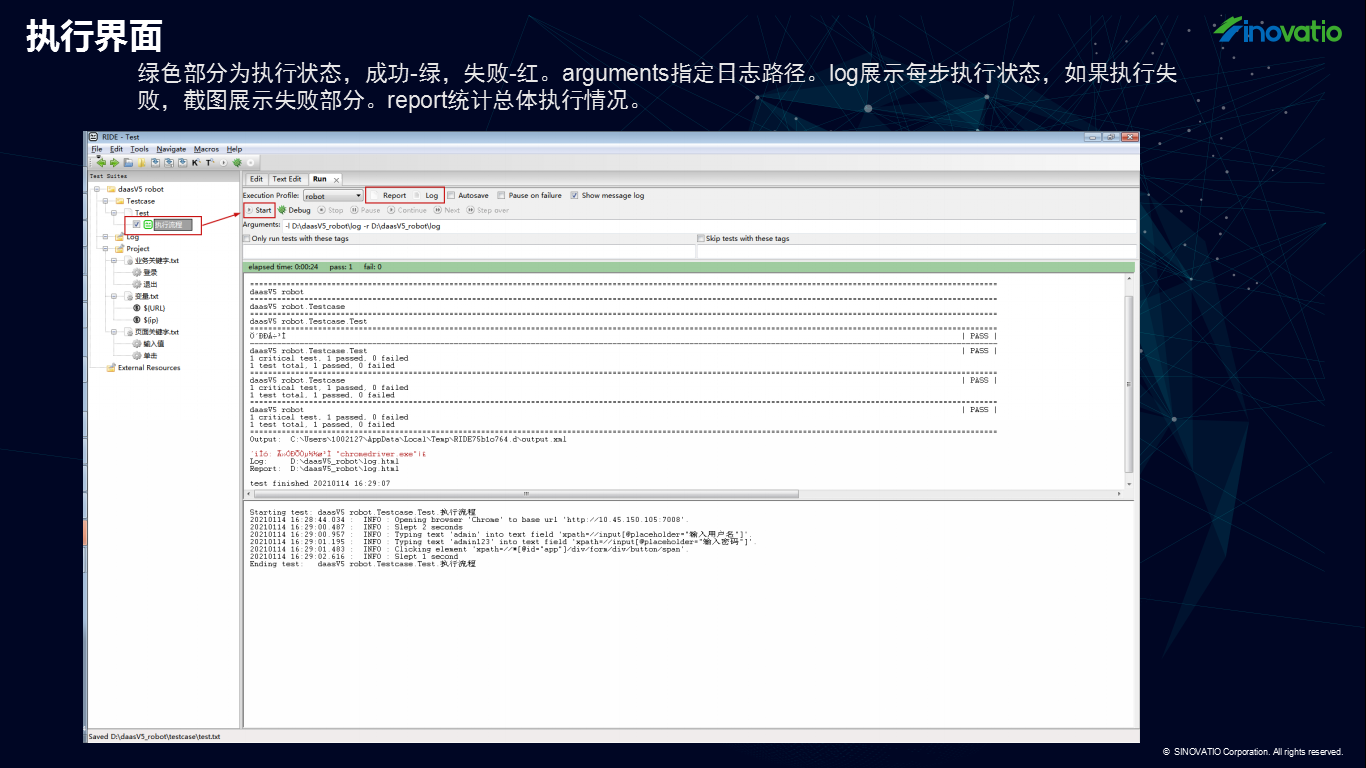 执行界面
Sinovatio
绿色部分为执行状态，成功-绿，失败-红。arguments指定日志路径。log展示每步执行状态，如果执行失
败，截图展示失败部分。report统计总体执行情况。
RIDE - Test
File Edit Tools Navigate Macros Help
Test Suites
daasV5 robot
Testcase
Test
执行流程
Log
Project
业务关键字.txt
登录
退出
变量.txt
${URL}
${ip}
页面关键字.txt
输入值
单击
External Resources
Edit Text Edit Run
Execution Profile: robot Report Log Autosave Pause on failure Show message log
Start Debug Stop Pause Continue Next Step over
Arguments: -l D:\daasV5_robot\log -r D:\daasV5_robot\log
Only run tests with these tags Skip tests with these tags
elapsed time: 0:00:24 pass: 1 fail: 0
daasV5 robot
daasV5 robot.Testcase
daasV5 robot.Testcase.Test
| PASS |
daasV5 robot.Testcase.Test | PASS |
1 critical test, 1 passed, 0 failed
1 test total, 1 passed, 0 failed
daasV5 robot.Testcase | PASS |
1 critical test, 1 passed, 0 failed
1 test total, 1 passed, 0 failed
daasV5 robot | PASS |
1 critical test, 1 passed, 0 failed
1 test total, 1 passed, 0 failed
Output: C:\Users\1002127\AppData\Local\Temp\RIDE75blo764.d\output.xml
"chromedriver.exe"
Log: D:\daasV5_robot\log.html
Report: D:\daasV5_robot\log.html
test finished 20210114 16:29:07
Starting test: daasV5 robot.Testcase.Test.执行流程
20210114 16:28:44.034 : INFO : Opening browser 'Chrome' to base url 'http://10.45.150.105:7008'.
20210114 16:29:00.487 : INFO : Slept 2 seconds
20210114 16:29:00.957 : INFO : Typing text 'admin' into text field 'xpath=//input[@placeholder="输入用户名"]'.
20210114 16:29:01.195 : INFO : Typing text 'admin123' into text field 'xpath=//input[@placeholder="输入密码"]'.
20210114 16:29:01.483 : INFO : Clicking element 'xpath=//*[@id="app"]/div/form/div/button/span'.
20210114 16:29:02.616 : INFO : Slept 1 second
Ending test: daasV5 robot.Testcase.Test.执行流程
Saved D:\daasV5_robot\testcase\test.txt
© SINOVATIO Corporation. All rights reserved.